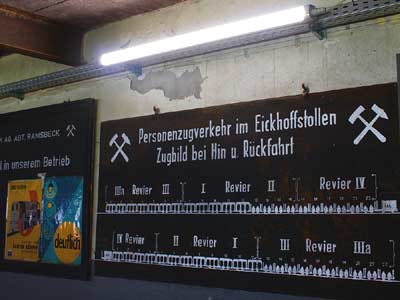 AG. ABT. RAMSBECK
in unserem Betrieb
deutlich
Personenzugverkehr im Eickhoffstollen
Zugbild bei Hin u. Rückfahrt
IIIa Revier III I Revier II Revier IV
IV Revier II Revier I III Revier IIIa